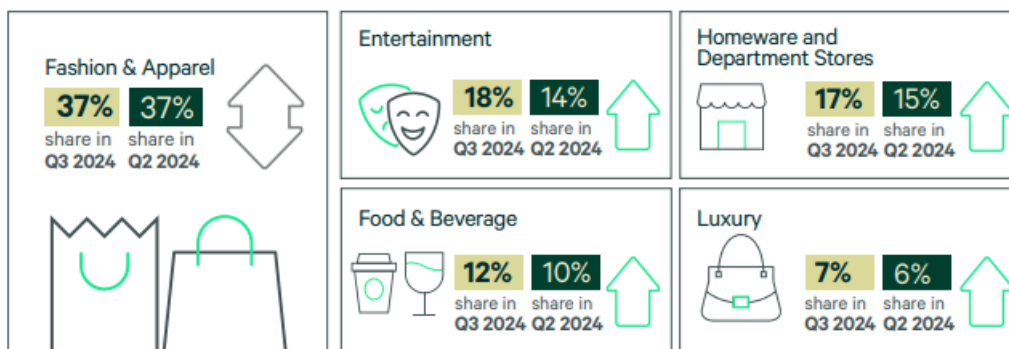 Fashion & Apparel
37% 37%
share in share in
Q3 2024 Q2 2024
Entertainment
18% 14%
share in share in
Q3 2024 Q2 2024
Homeware and
Department Stores
17% 15%
share in share in
Q3 2024 Q2 2024
Food & Beverage
12% 10%
share in share in
Q3 2024 Q2 2024
Luxury
7% 6%
share in share in
Q3 2024 Q2 2024